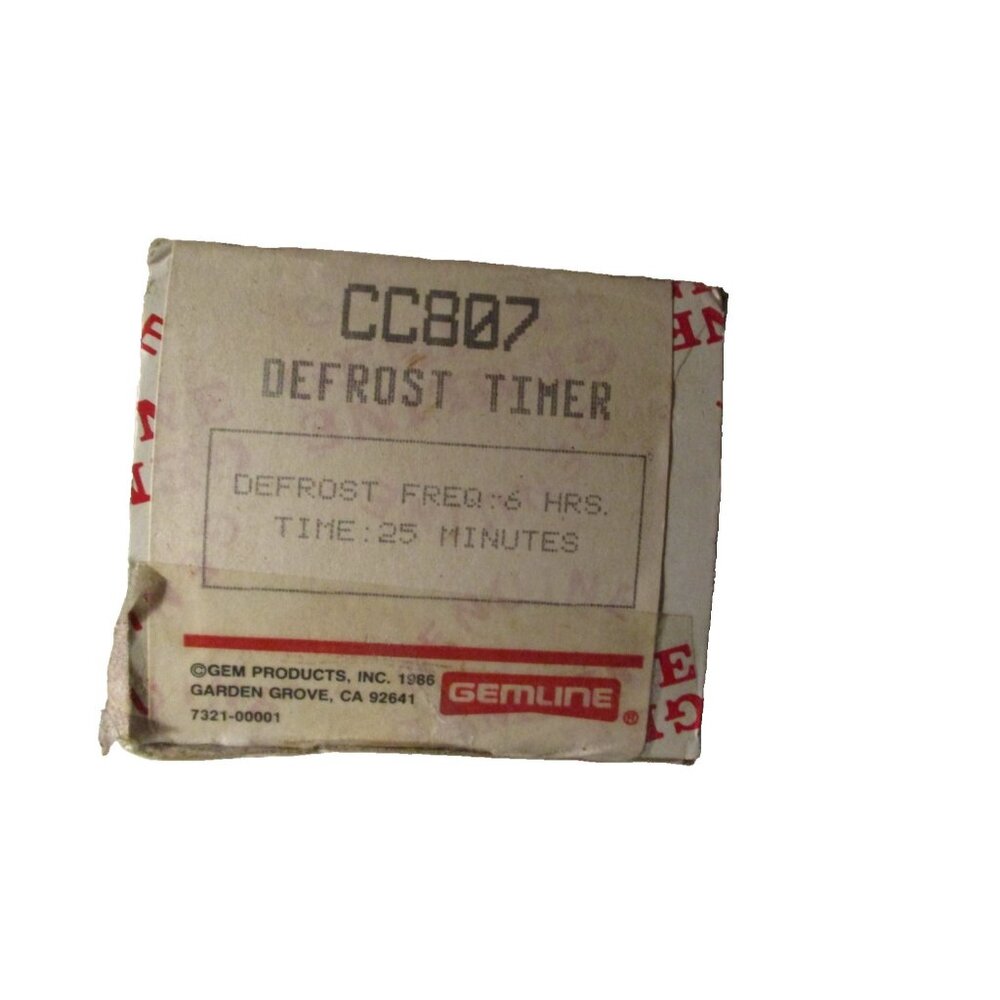 CC807
DEFROST TIMER
DEFROST FREQ:6 HRS.
TIME:25 MINUTES
©GEM PRODUCTS, INC. 1986
GARDEN GROVE, CA 92641
7321-00001
GEMLINE®